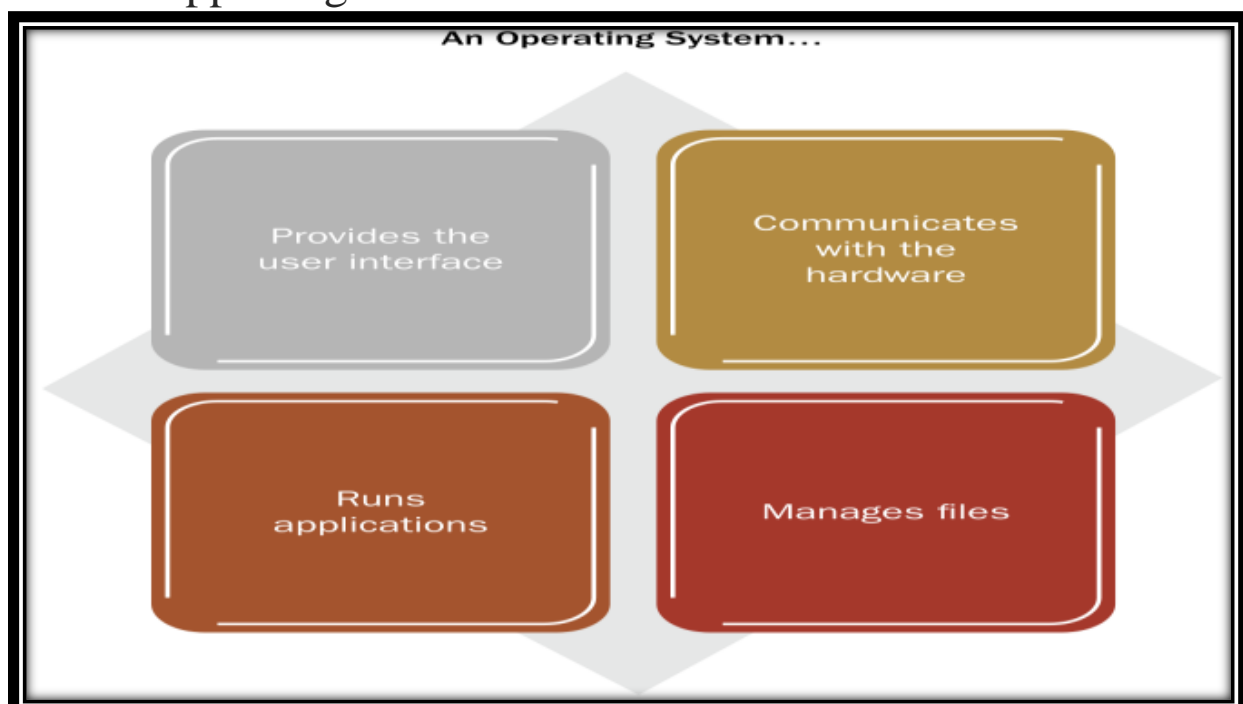 An Operating System...
Provides the
user interface
Communicates
with the
hardware
Runs
applications
Manages files